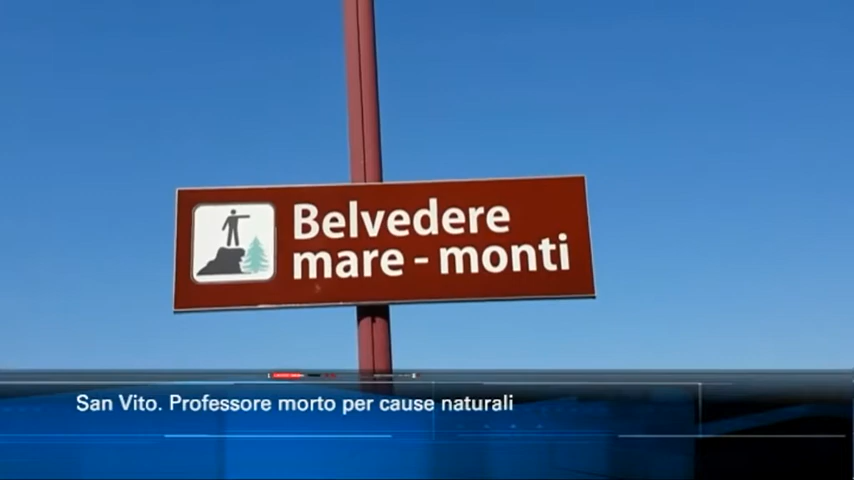 Belvedere
mare - monti
San Vito. Professore morto per cause naturali